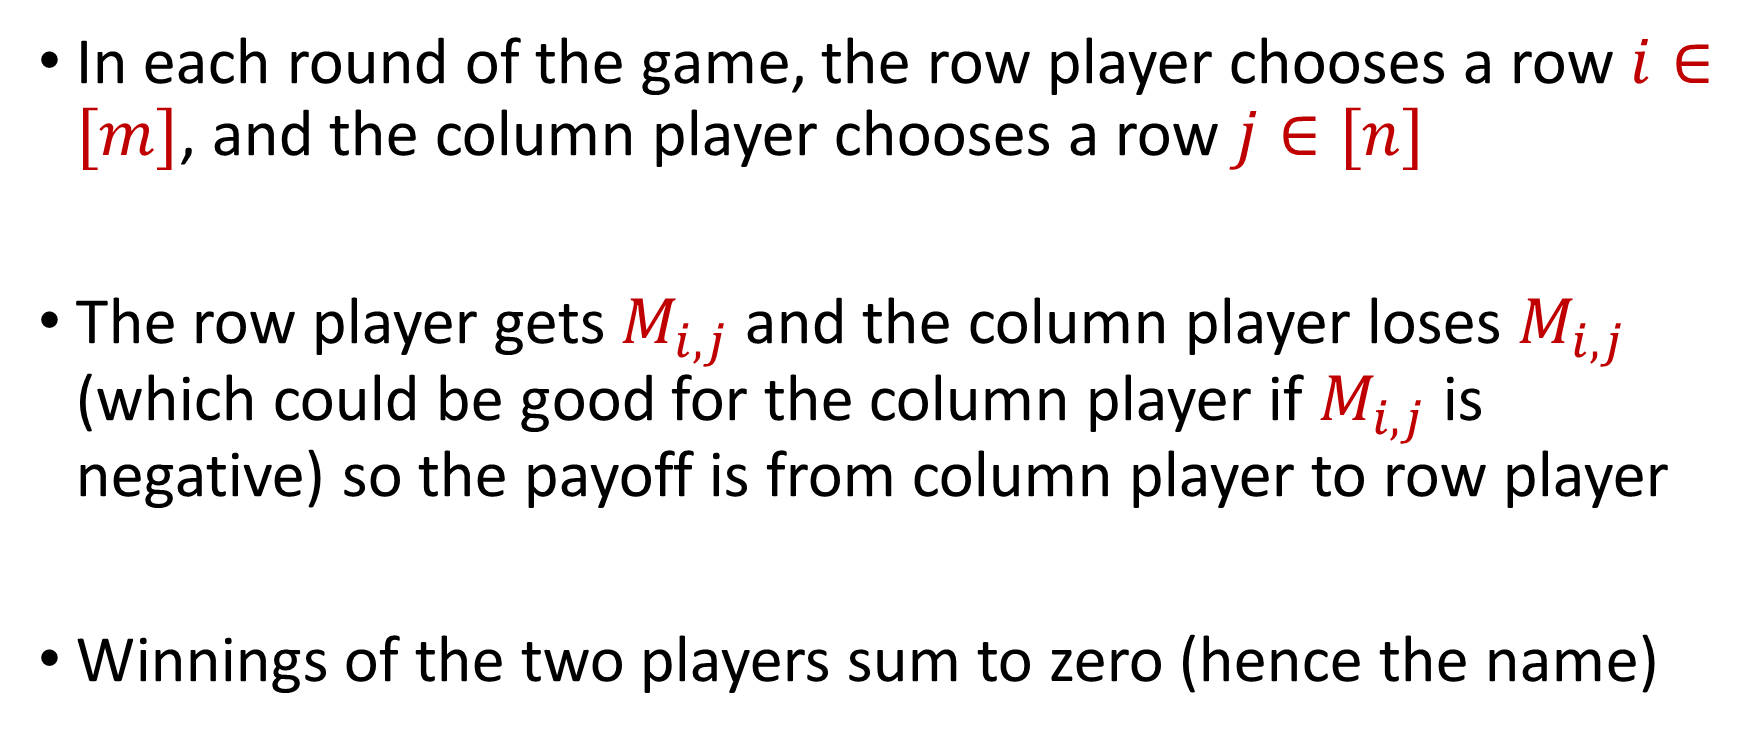 • In each round of the game, the row player chooses a row i ∈
[m], and the column player chooses a row j ∈ [n]
• The row player gets M_{i,j} and the column player loses M_{i,j}
(which could be good for the column player if M_{i,j} is
negative) so the payoff is from column player to row player
• Winnings of the two players sum to zero (hence the name)